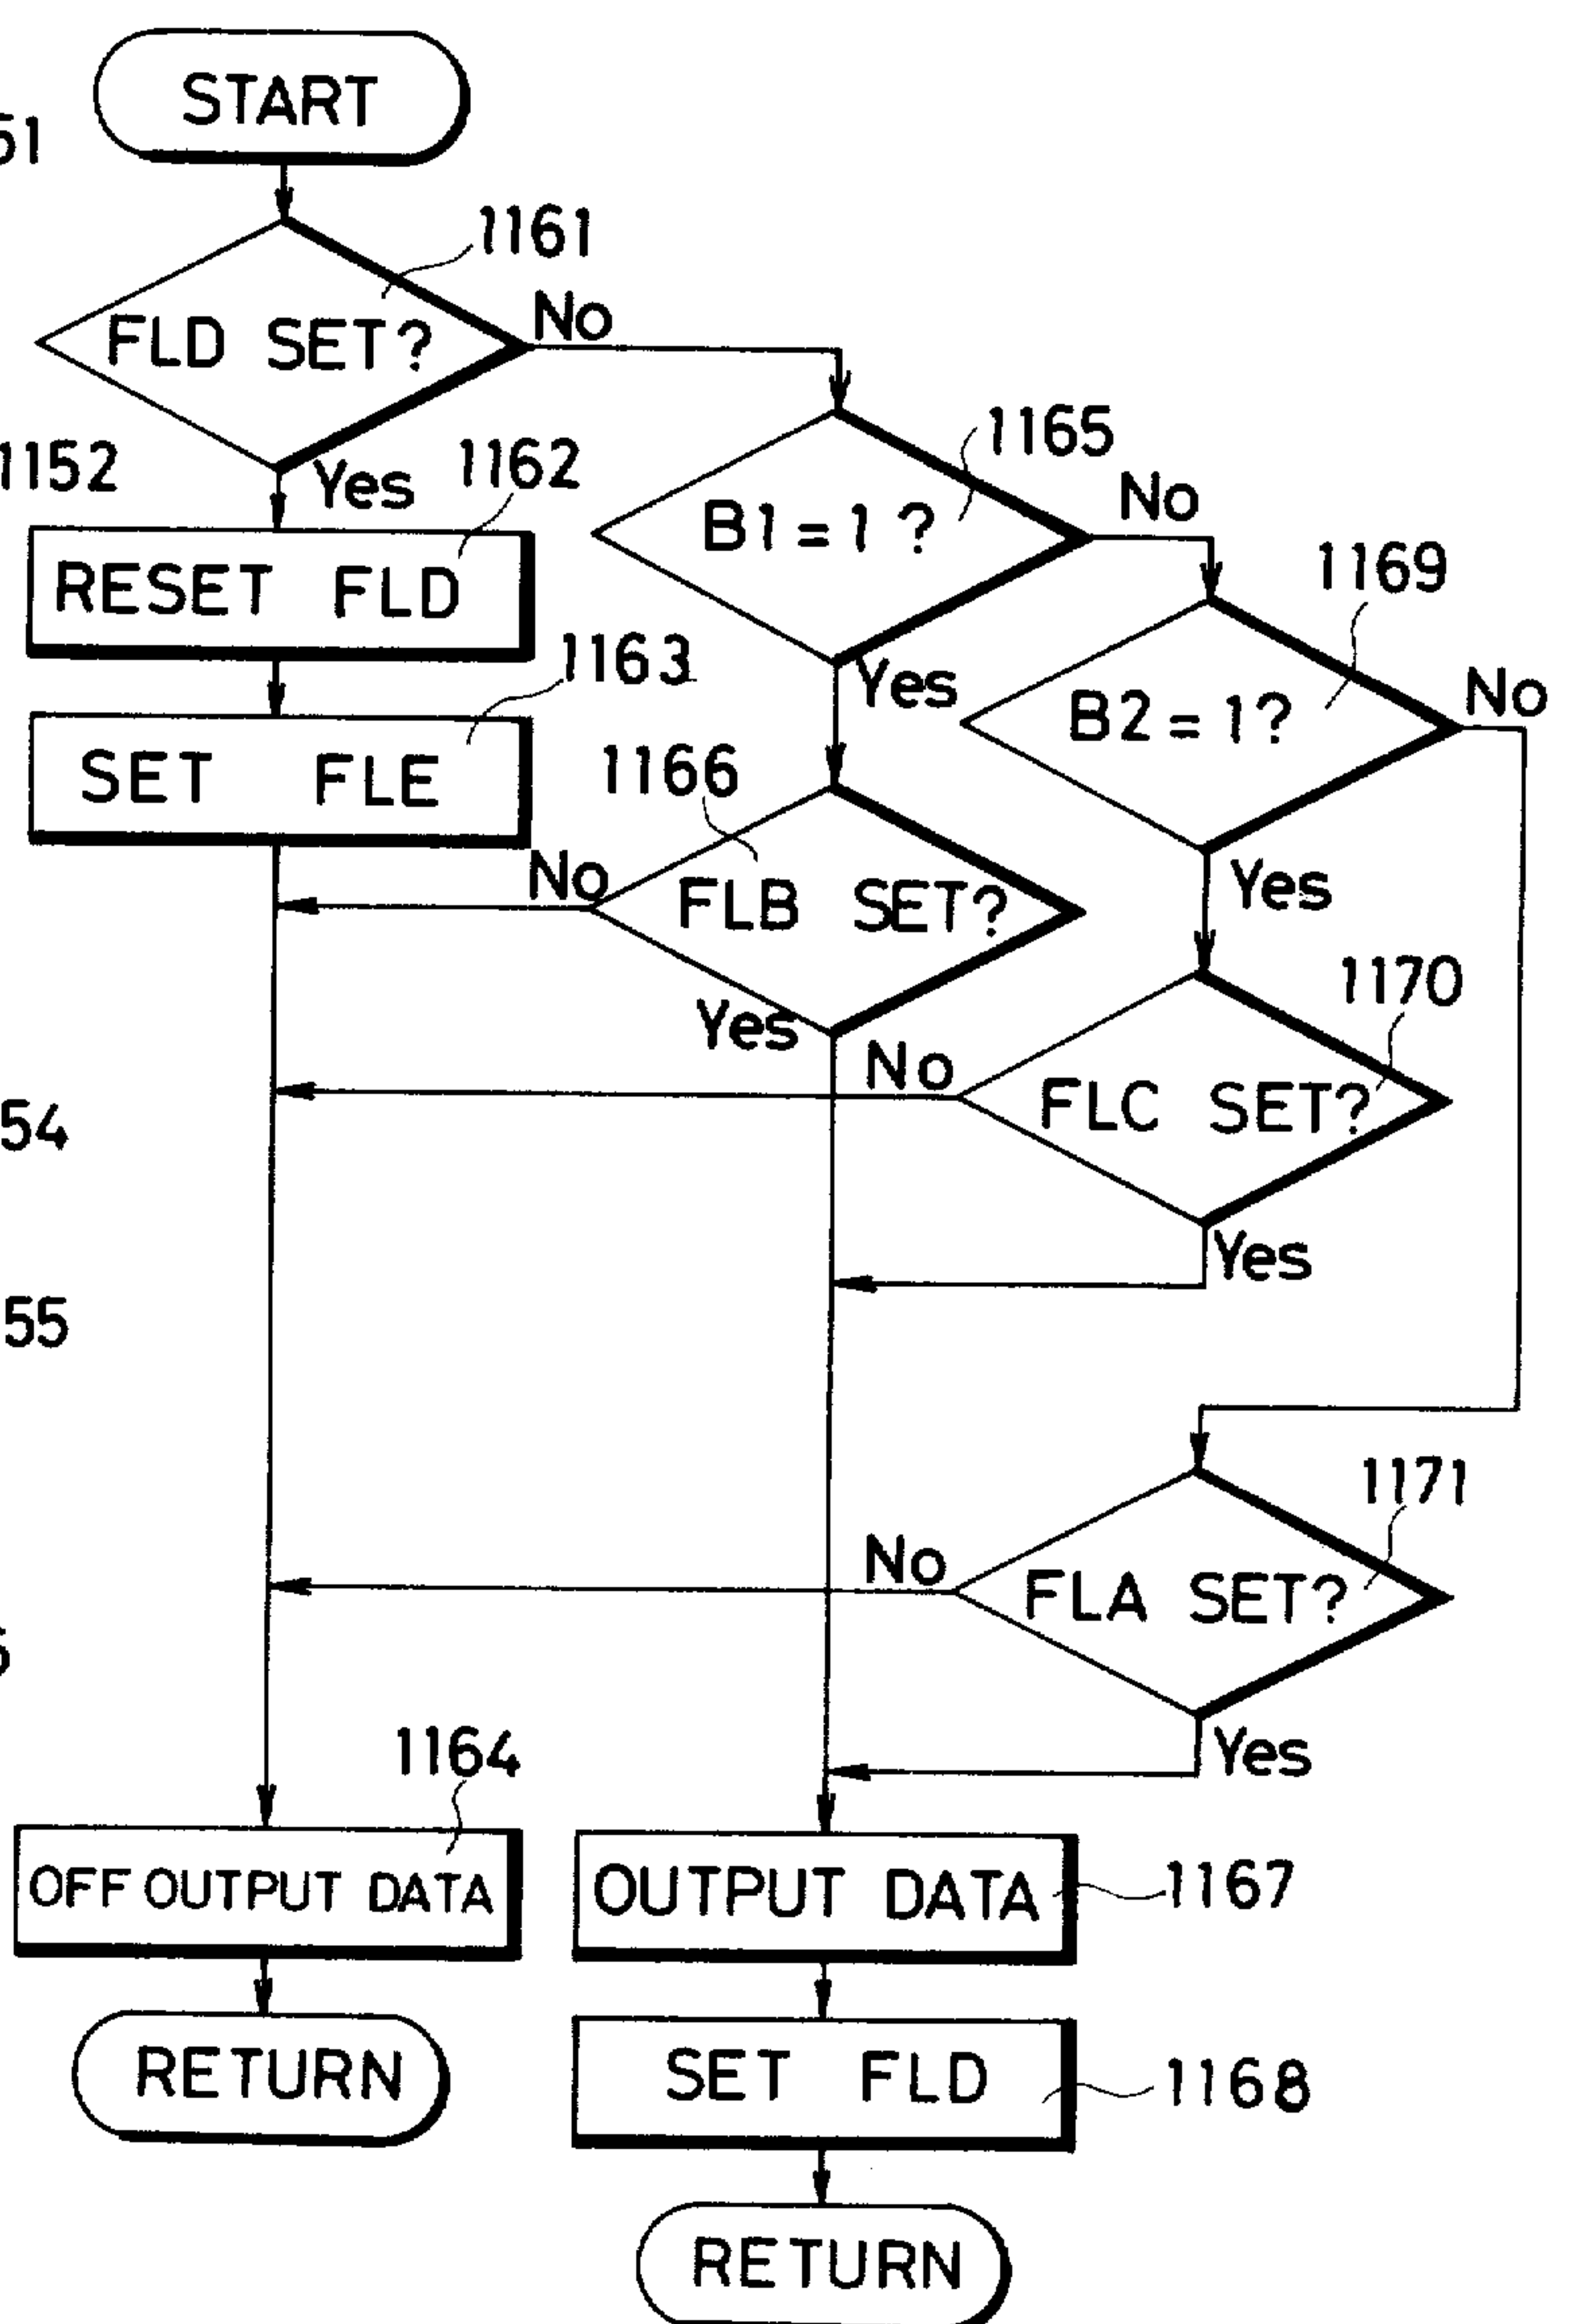 START
51
1161
FLD SET?
No
1165
1152
Yes
1162
B1=1?
No
1169
RESET FLD
1163
Yes
B2=1?
No
SET FLE
1166
No
FLB SET?
Yes
Yes
1170
No
FLC SET?
54
Yes
55
1171
No
FLA SET?
Yes
1164
OFF OUTPUT DATA
OUTPUT DATA
1167
RETURN
SET FLD
1168
RETURN